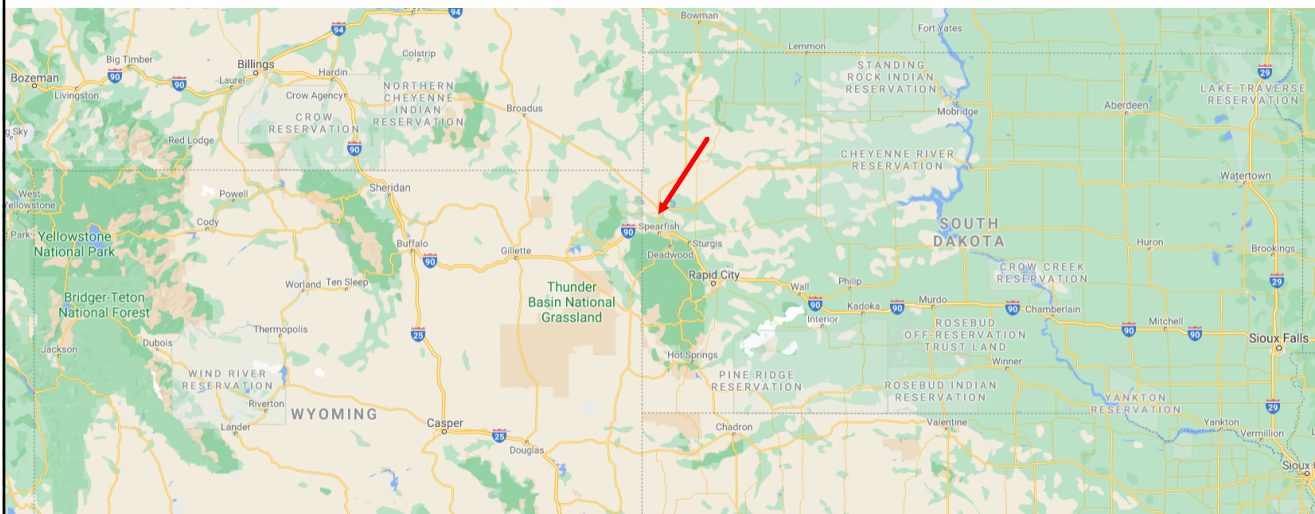 94
94
Bowman
Fort Yates
Colstrip
Lemmon
Big Timber
Billings
Bozeman
90
90
Laurel
Hardin
Livingston
STANDING
ROCK INDIAN
RESERVATION
29
LAKE TRAVERSE
RESERVATION
NORTHERN
CHEYENNE
INDIAN
RESERVATION
Crow Agency
CROW
RESERVATION
Broadus
Mobridge
Aberdeen
g Sky
Red Lodge
90
CHEYENNE RIVER
RESERVATION
Watertown
West
Yellowstone
Powell
Sheridan
Park
Cody
Yellowstone
National Park
Buffalo
90
Gillette
90
Spearfish
Sturgis
Deadwood
SOUTH
DAKOTA
Huron
Brookings
Rapid City
CROW CREEK
RESERVATION
29
Worland
Ten Sleep
Thunder
Basin National
Grassland
Wall
Philip
Bridger-Teton
National Forest
90
Interior
Kadoka
90
Murdo
90
Chamberlain
Mitchell
90
90
Sioux Falls
Thermopolis
25
ROSEBUD
OFF-RESERVATION
TRUST LAND
Jackson
Dubois
Hot Springs
Winner
WIND RIVER
RESERVATION
PINE RIDGE
RESERVATION
ROSEBUD INDIAN
RESERVATION
YANKTON
RESERVATION
Riverton
WYOMING
29
Lander
Casper
25
Douglas
Chadron
Valentine
Yankton
Vermillion
Sioux